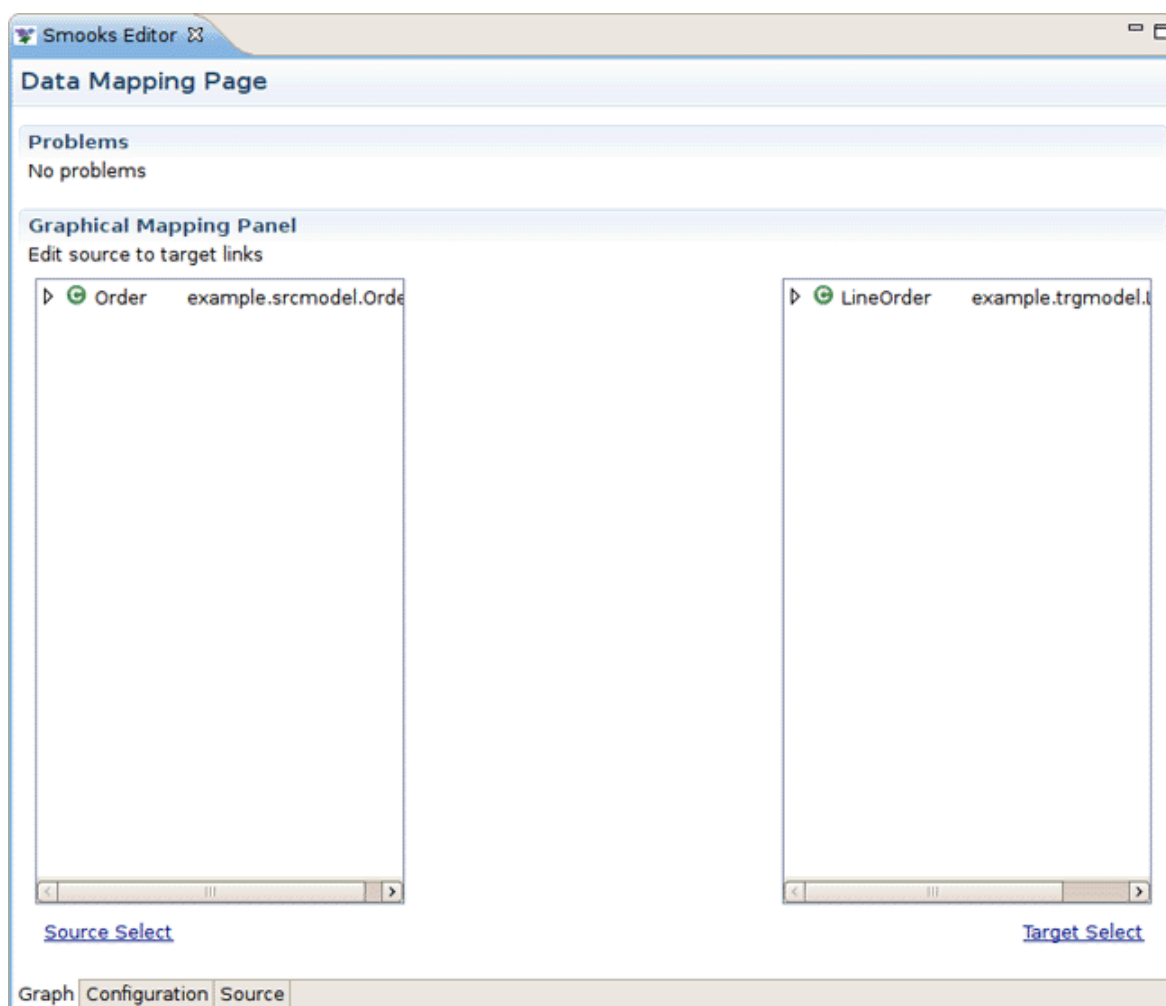 Smooks Editor
Data Mapping Page
Problems
No problems
Graphical Mapping Panel
Edit source to target links
Order example.srcmodel.Orde
LineOrder example.trgmodel.L
Source Select
Target Select
Graph Configuration Source